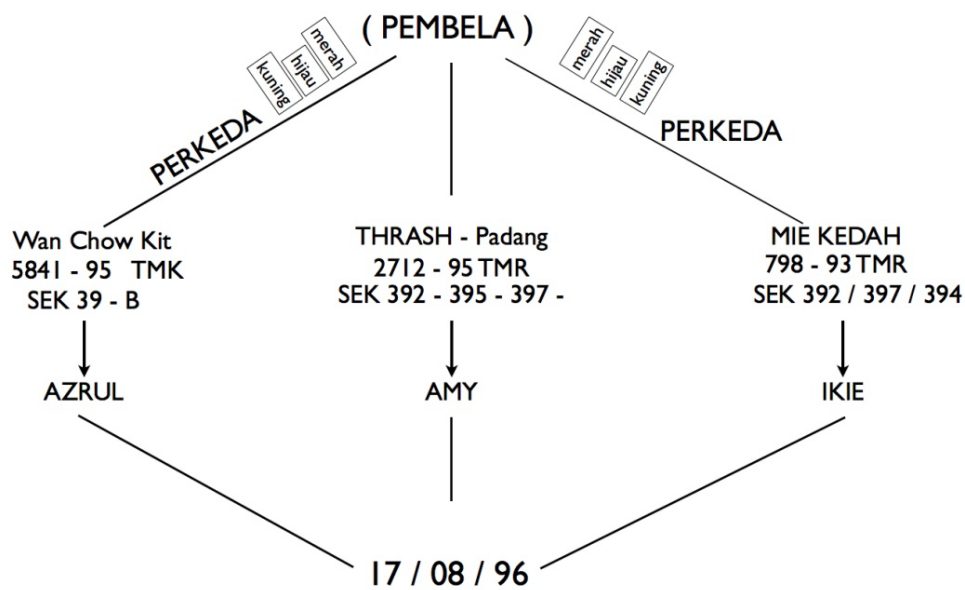 ( PEMBELA )
merah
hijau
kuning
PERKEDA
merah
hijau
kuning
PERKEDA
Wan Chow Kit
5841 - 95 TMK
SEK 39 - B
THRASH - Padang
2712 - 95 TMR
SEK 392 - 395 - 397 -
MIE KEDAH
798 - 93 TMR
SEK 392 / 397 / 394
AZRUL
AMY
IKIE
17 / 08 / 96